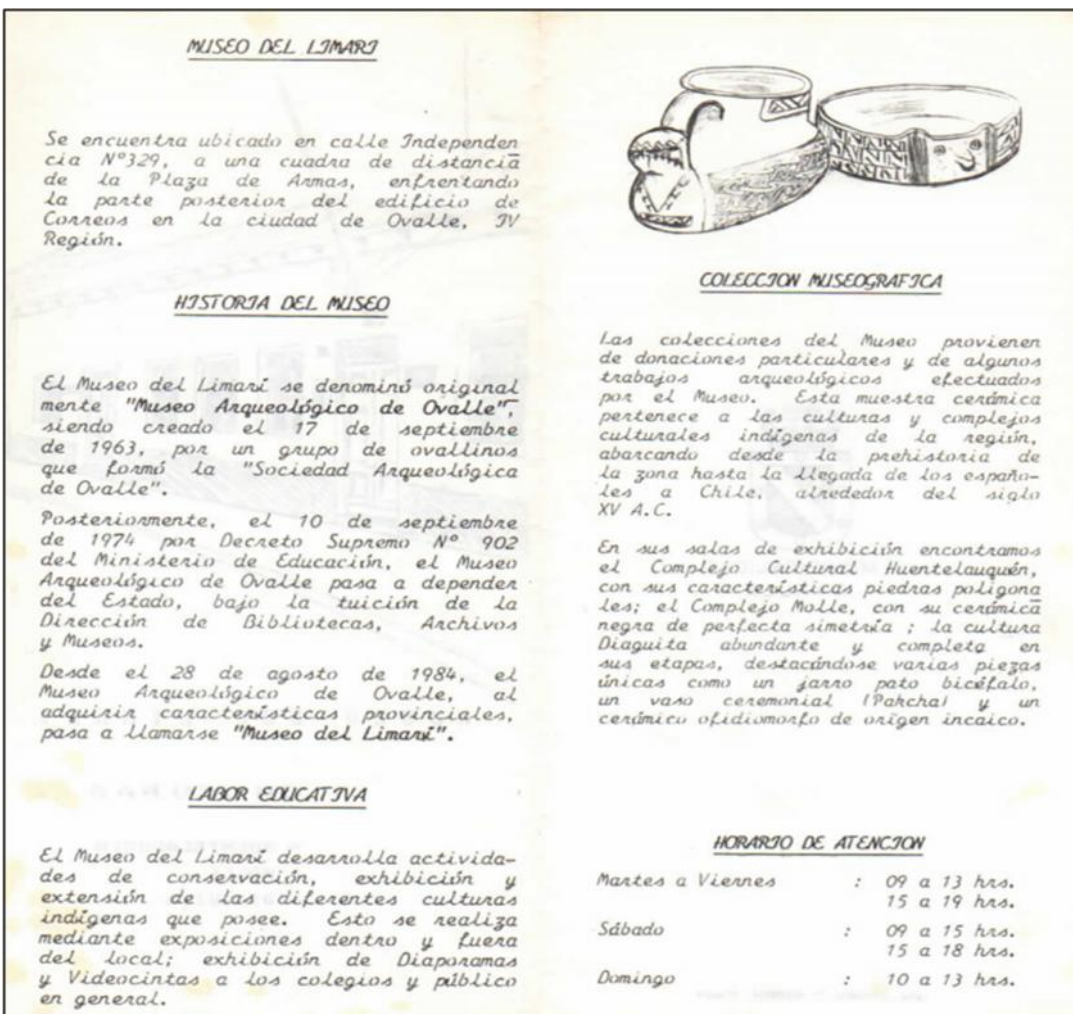 MUSEO DEL LIMARI
Se encuentra ubicado en calle Independen
cia N°329, a una cuadra de distancia
de la Plaza de Armas, enfrentando
la parte posterior del edificio de
Correos en la ciudad de Ovalle, IV
Región.
HISTORIA DEL MUSEO
El Museo del Limarí se denominó original
mente "Museo Arqueológico de Ovalle",
siendo creado el 17 de septiembre
de 1963, por un grupo de ovallinos
que formó la "Sociedad Arqueológica
de Ovalle".
Posteriormente, el 10 de septiembre
de 1974 por Decreto Supremo N° 902
del Ministerio de Educación, el Museo
Arqueológico de Ovalle pasa a depender
del Estado, bajo la tuición de la
Dirección de Bibliotecas, Archivos
y Museos.
Desde el 28 de agosto de 1984, el
Museo Arqueológico de Ovalle, al
adquirir características provinciales,
pasa a llamarse "Museo del Limarí".
LABOR EDUCATIVA
El Museo del Limarí desarrolla activida-
des de conservación, exhibición y
extensión de las diferentes culturas
indígenas que posee. Esto se realiza
mediante exposiciones dentro y fuera
del local; exhibición de Diaporamas
y Videocintas a los colegios y público
en general.
COLECCION MUSEOGRAFICA
Las colecciones del Museo provienen
de donaciones particulares y de algunos
trabajos arqueológicos efectuados
por el Museo. Esta muestra cerámica
pertenece a las culturas y complejos
culturales indígenas de la región,
abarcando desde la prehistoria de
la zona hasta la llegada de los españo-
les a Chile, alrededor del siglo
XV A.C.
En sus salas de exhibición encontramos
el Complejo Cultural Huentelauquén,
con sus características piedras poligona
les; el Complejo Molle, con su cerámica
negra de perfecta simetría ; la cultura
Diaguita abundante y completa en
sus etapas, destacándose varias piezas
únicas como un jarro pato bicéfalo,
un vaso ceremonial (Pakcha) y un
cerámico ofidiomorfo de origen incaico.
HORARIO DE ATENCION
Martes a Viernes : 09 a 13 hrs.
15 a 19 hrs.
Sábado : 09 a 15 hrs.
15 a 18 hrs.
Domingo : 10 a 13 hrs.